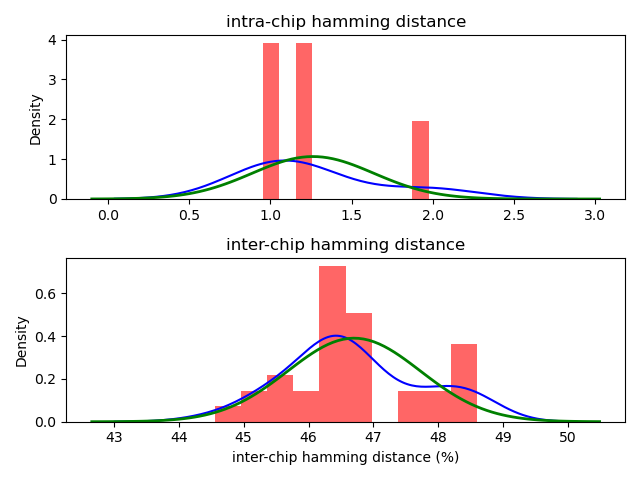 intra-chip hamming distance
4
3
2
1
0
Density
0.0 0.5 1.0 1.5 2.0 2.5 3.0
inter-chip hamming distance
0.6
0.4
0.2
0.0
Density
43 44 45 46 47 48 49 50
inter-chip hamming distance (%)